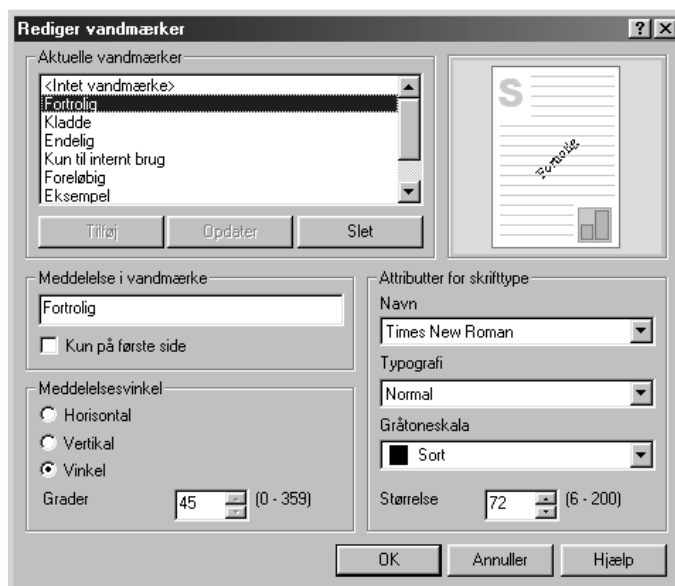 Rediger vandmærker
Aktuelle vandmærker
<Intet vandmærke>
Fortrolig
Kladde
Endelig
Kun til internt brug
Foreløbig
Eksempel
Tilføj
Opdater
Slet
S
Fortrolig
Meddelelse i vandmærke
Fortrolig
Kun på første side
Meddelelsesvinkel
Horisontal
Vertikal
Vinkel
Grader 45 (0 - 359)
Attributter for skrifttype
Navn
Times New Roman
Typografi
Normal
Gråtoneskala
Sort
Størrelse 72 (6 - 200)
OK
Annuller
Hjælp